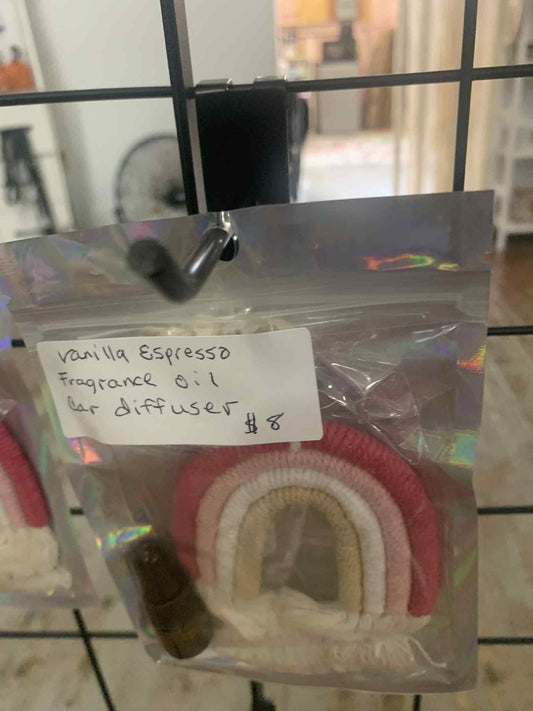 Vanilla Espresso
Fragrance Oil
Car diffuser
$8